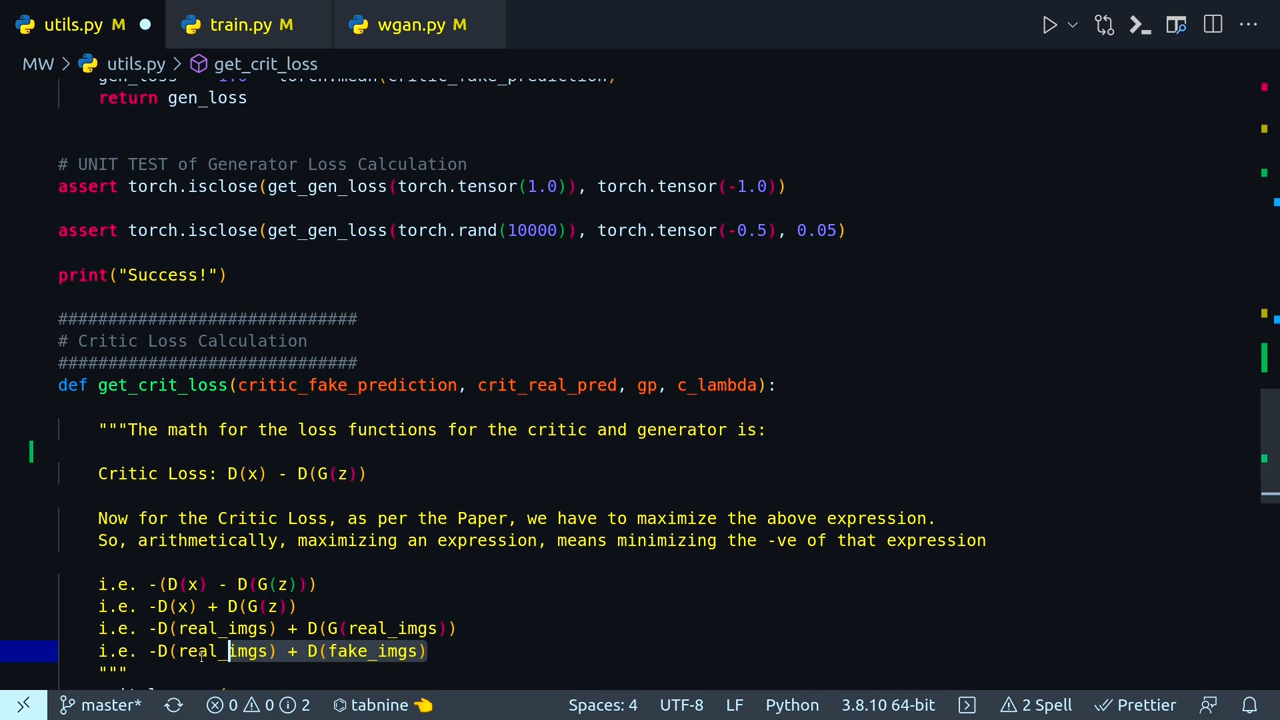 utils.py M
train.py M
wgan.py M
MW > utils.py > get_crit_loss
return gen_loss
# UNIT TEST of Generator Loss Calculation
assert torch.isclose(get_gen_loss(torch.tensor(1.0)), torch.tensor(-1.0))
assert torch.isclose(get_gen_loss(torch.rand(10000)), torch.tensor(-0.5), 0.05)
print("Success!")
##############################
# Critic Loss Calculation
##############################
def get_crit_loss(critic_fake_prediction, crit_real_pred, gp, c_lambda):
"""The math for the loss functions for the critic and generator is:
Critic Loss: D(x) - D(G(z))
Now for the Critic Loss, as per the Paper, we have to maximize the above expression.
So, arithmetically, maximizing an expression, means minimizing the -ve of that expression
i.e. -(D(x) - D(G(z)))
i.e. -D(x) + D(G(z))
i.e. -D(real_imgs) + D(G(real_imgs))
i.e. -D(real_imgs) + D(fake_imgs)
"""
master* 0 0 2 tabnine Spaces: 4 UTF-8 LF Python 3.8.10 64-bit 2 Spell Prettier